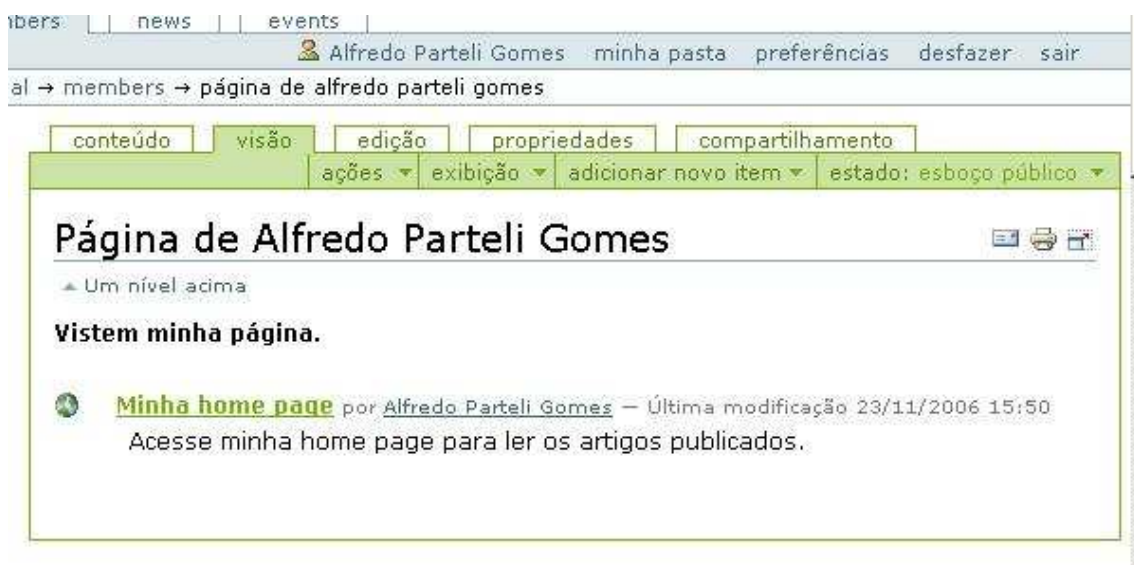 news events
Alfredo Parteli Gomes minha pasta preferências desfazer sair
al → members → página de alfredo parteli gomes
conteúdo visão edição propriedades compartilhamento
ações exibição adicionar novo item estado: esboço público
Página de Alfredo Parteli Gomes
Um nível acima
Vistem minha página.
Minha home page por Alfredo Parteli Gomes — Última modificação 23/11/2006 15:50
Acesse minha home page para ler os artigos publicados.